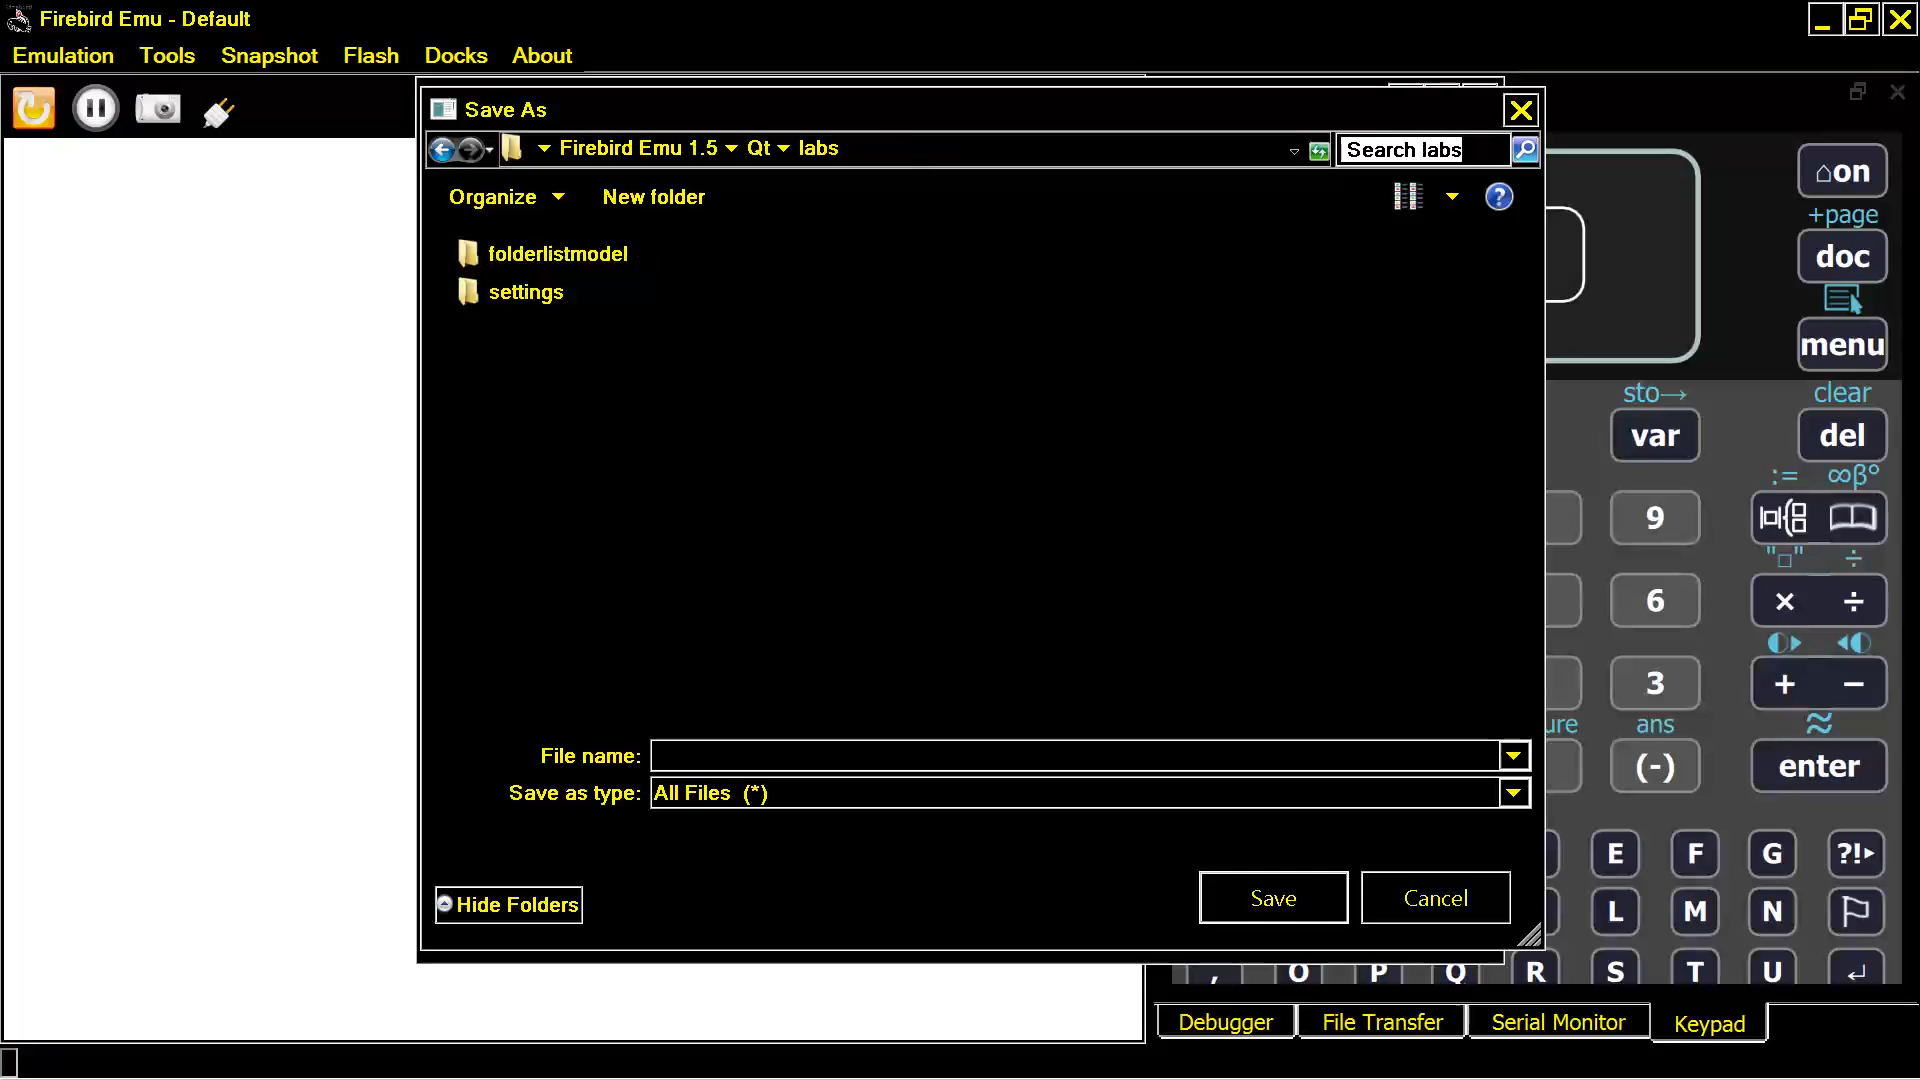 Firebird Emu - Default
Emulation Tools Snapshot Flash Docks About
Save As
Firebird Emu 1.5 Qt labs
Search labs
Organize New folder
folderlistmodel
settings
File name:
Save as type: All Files (*)
Hide Folders
Save Cancel
⌂on
+page
doc
menu
sto→ clear
var del
:= ∞β°
9
"□" ÷
6 × ÷
3 + −
ure ans ≈
(-) enter
E F G ?!▸
L M N
, O P Q R S T U ↵
Debugger File Transfer Serial Monitor Keypad